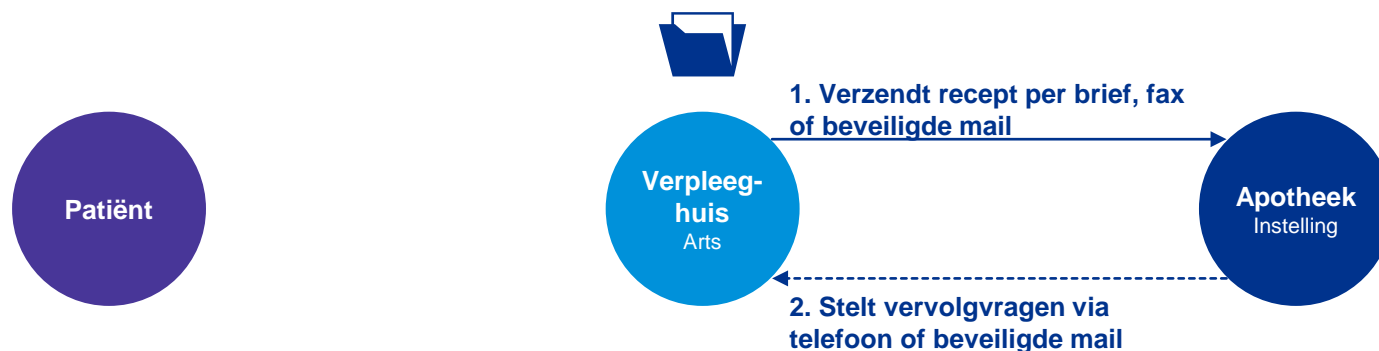 1. Verzendt recept per brief, fax
of beveiligde mail
Patiënt
Verpleeg-
huis
Arts
Apotheek
Instelling
2. Stelt vervolgvragen via
telefoon of beveiligde mail